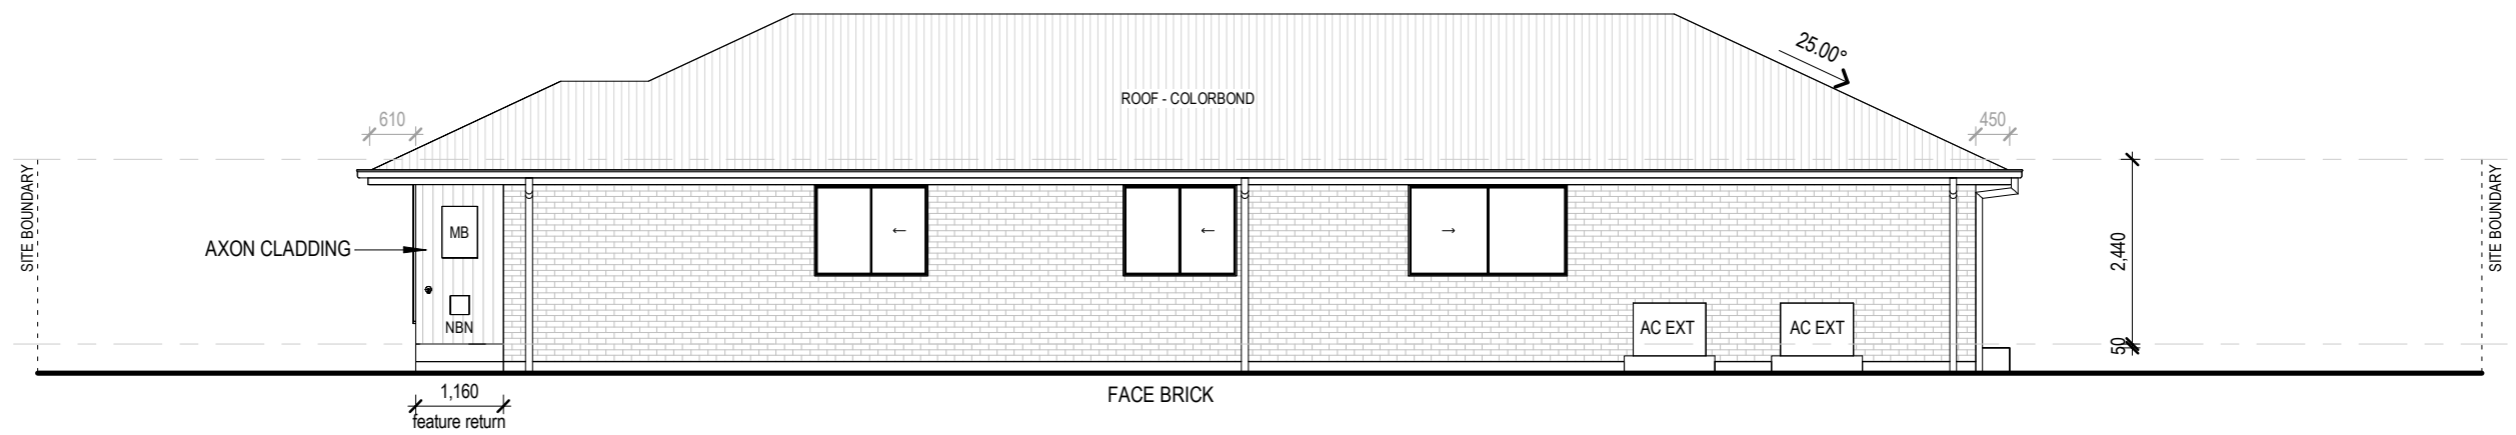 25.00°
ROOF - COLORBOND
610
450
SITE BOUNDARY
SITE BOUNDARY
MB
AXON CLADDING
←
←
→
2,440
NBN
AC EXT
AC EXT
50
1,160
feature return
FACE BRICK